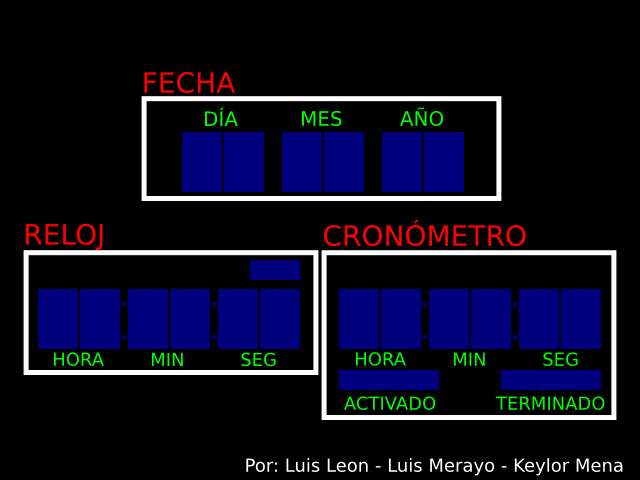 FECHA
DÍA MES AÑO
RELOJ
CRONÓMETRO
: :
HORA MIN SEG
: :
HORA MIN SEG
ACTIVADO TERMINADO
Por: Luis Leon - Luis Merayo - Keylor Mena